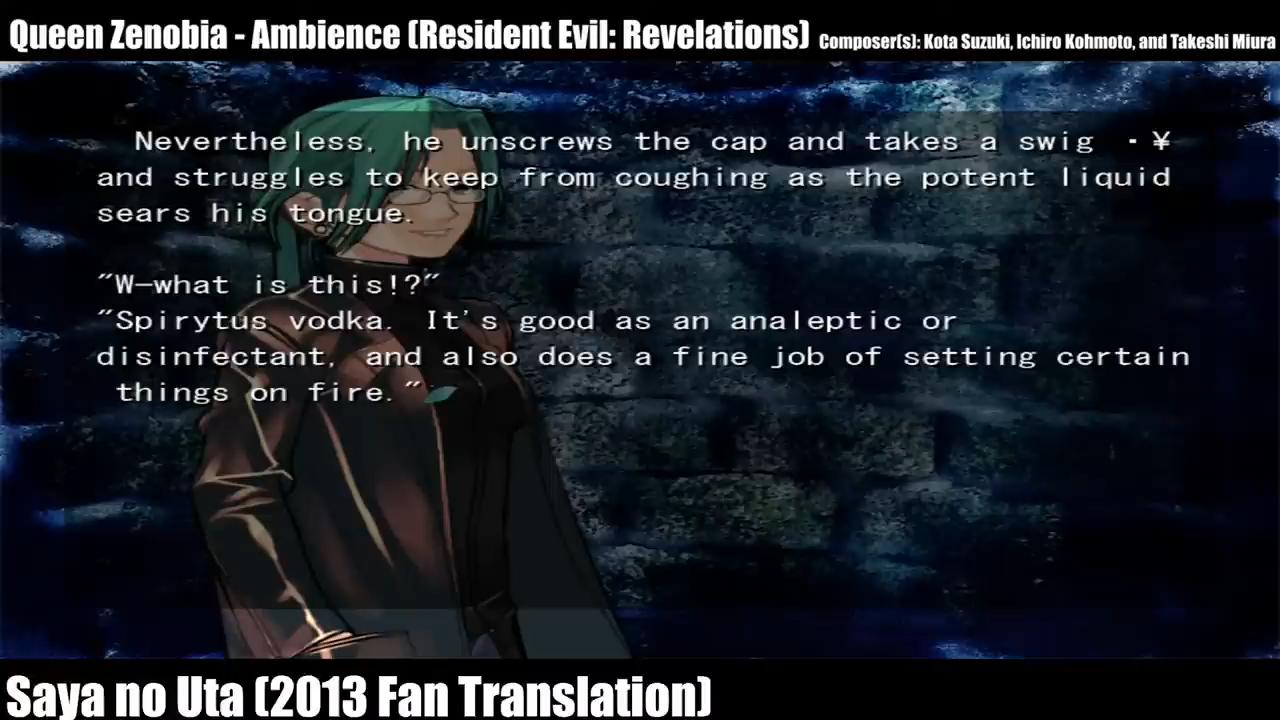 Queen Zenobia - Ambience (Resident Evil: Revelations) Composer(s): Kota Suzuki, Ichiro Kohmoto, and Takeshi Miura
Nevertheless, he unscrews the cap and takes a swig ・¥
and struggles to keep from coughing as the potent liquid
sears his tongue.
"W—what is this!?"
"Spirytus vodka. It's good as an analeptic or
disinfectant, and also does a fine job of setting certain
things on fire."
Saya no Uta (2013 Fan Translation)